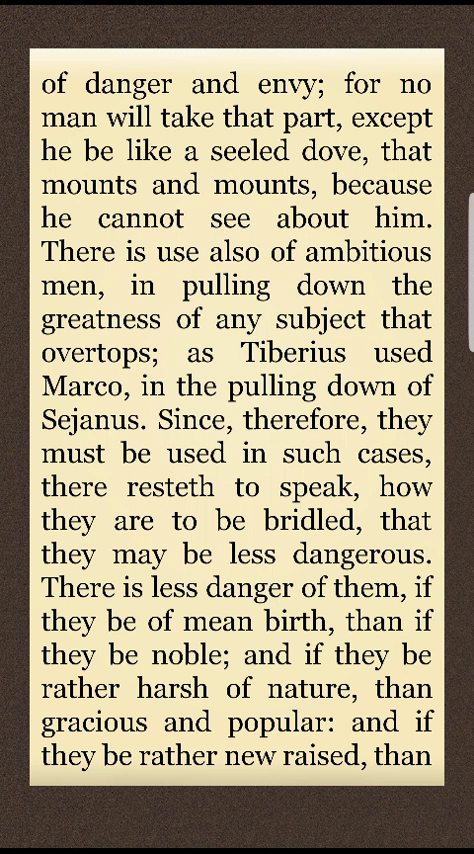 of danger and envy; for no
man will take that part, except
he be like a seeled dove, that
mounts and mounts, because
he cannot see about him.
There is use also of ambitious
men, in pulling down the
greatness of any subject that
overtops; as Tiberius used
Marco, in the pulling down of
Sejanus. Since, therefore, they
must be used in such cases,
there resteth to speak, how
they are to be bridled, that
they may be less dangerous.
There is less danger of them, if
they be of mean birth, than if
they be noble; and if they be
rather harsh of nature, than
gracious and popular: and if
they be rather new raised, than